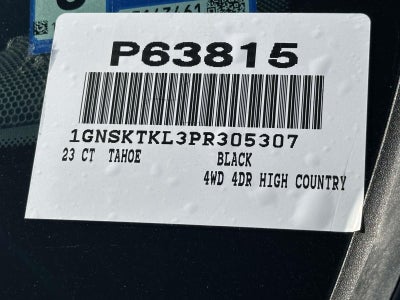 P63815
1GNSKTKL3PR305307
23 CT TAHOE BLACK
4WD 4DR HIGH COUNTRY